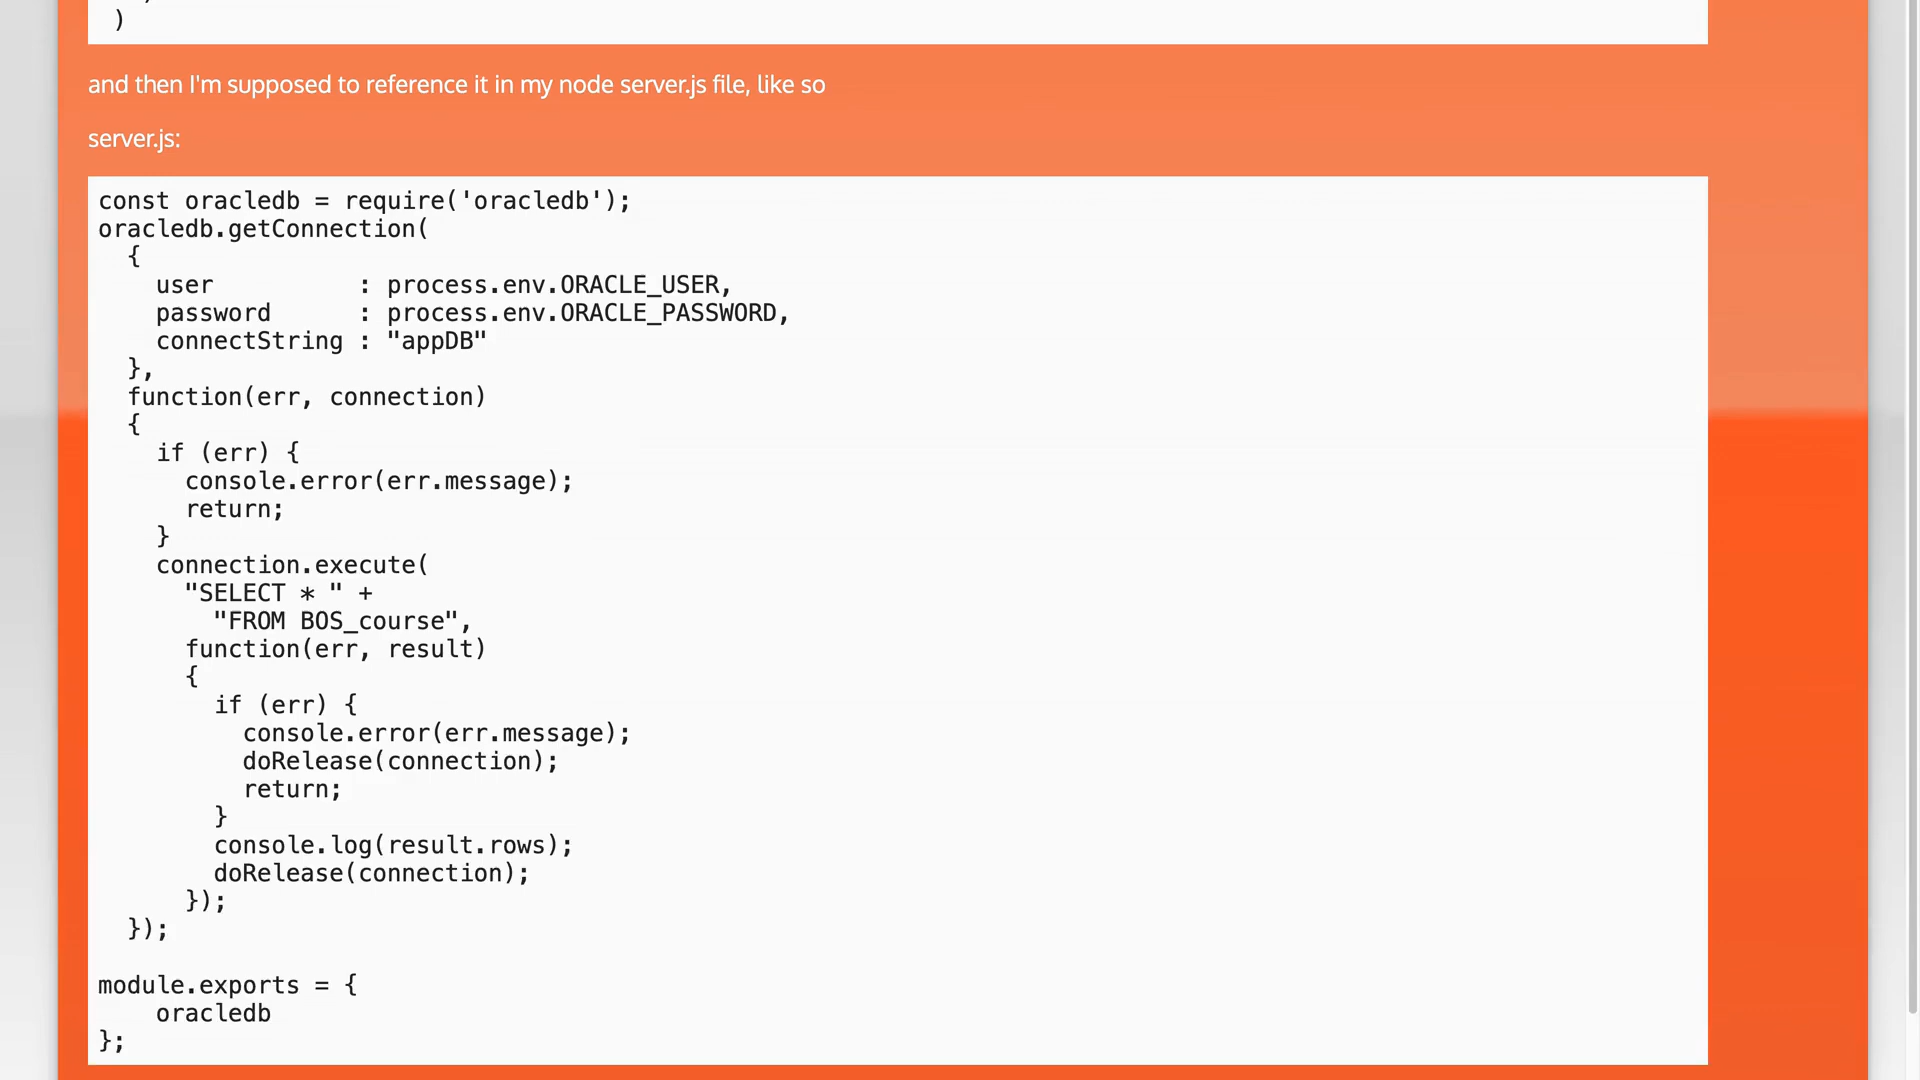 )
and then I'm supposed to reference it in my node server.js file, like so
server.js:
const oracledb = require('oracledb');
oracledb.getConnection(
  {
    user          : process.env.ORACLE_USER,
    password      : process.env.ORACLE_PASSWORD,
    connectString : "appDB"
  },
  function(err, connection)
  {
    if (err) {
      console.error(err.message);
      return;
    }
    connection.execute(
      "SELECT * " +
        "FROM BOS_course",
      function(err, result)
      {
        if (err) {
          console.error(err.message);
          doRelease(connection);
          return;
        }
        console.log(result.rows);
        doRelease(connection);
      });
  });
module.exports = {
    oracledb
};